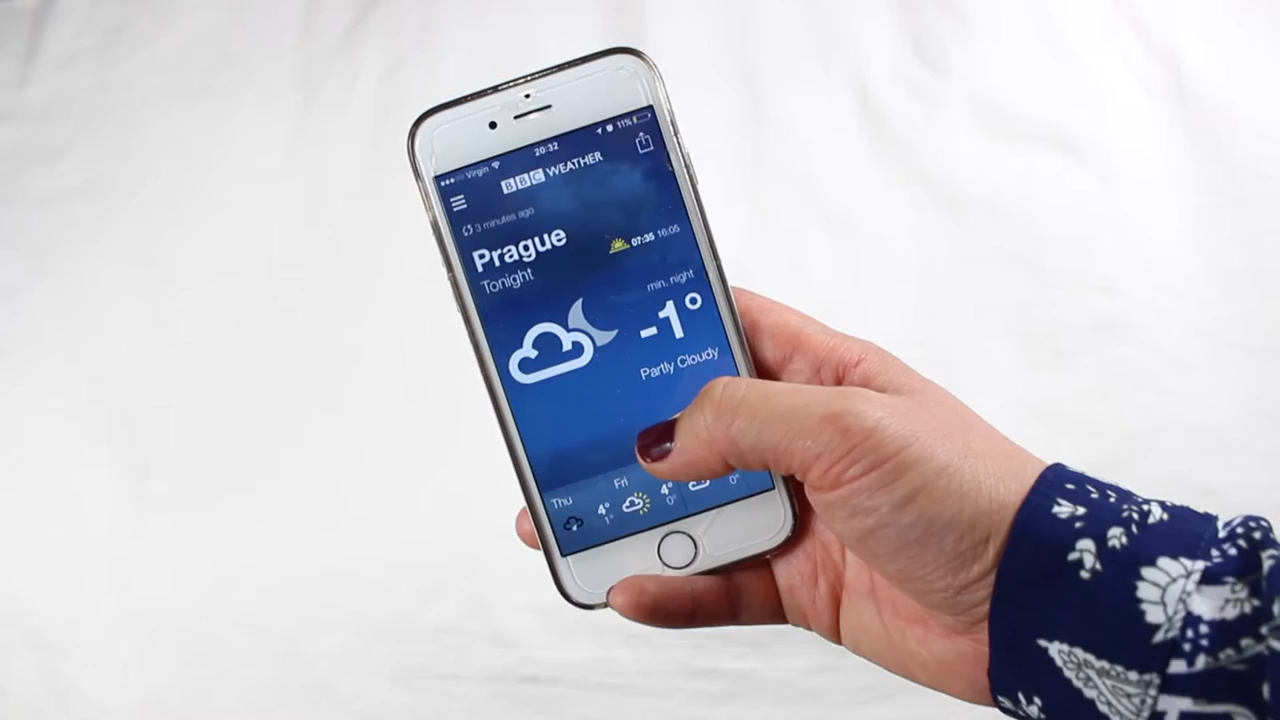 Virgin 20:32 11%
BBC WEATHER
3 minutes ago
Prague 07:35 16:05
Tonight
min. night
-1°
Partly Cloudy
Thu 4° 1° Fri 4° 0° 0°